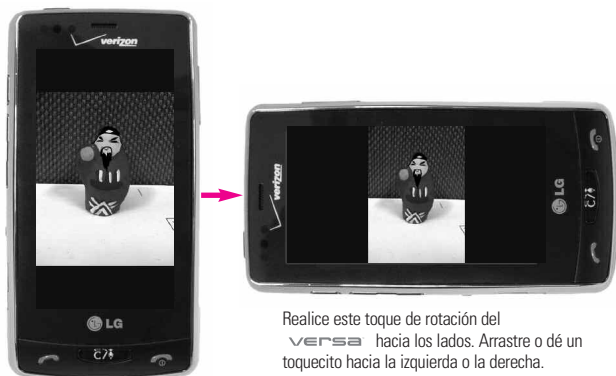 verizon
LG
verizon
LG
Realice este toque de rotación del
versa hacia los lados. Arrastre o dé un
toquecito hacia la izquierda o la derecha.